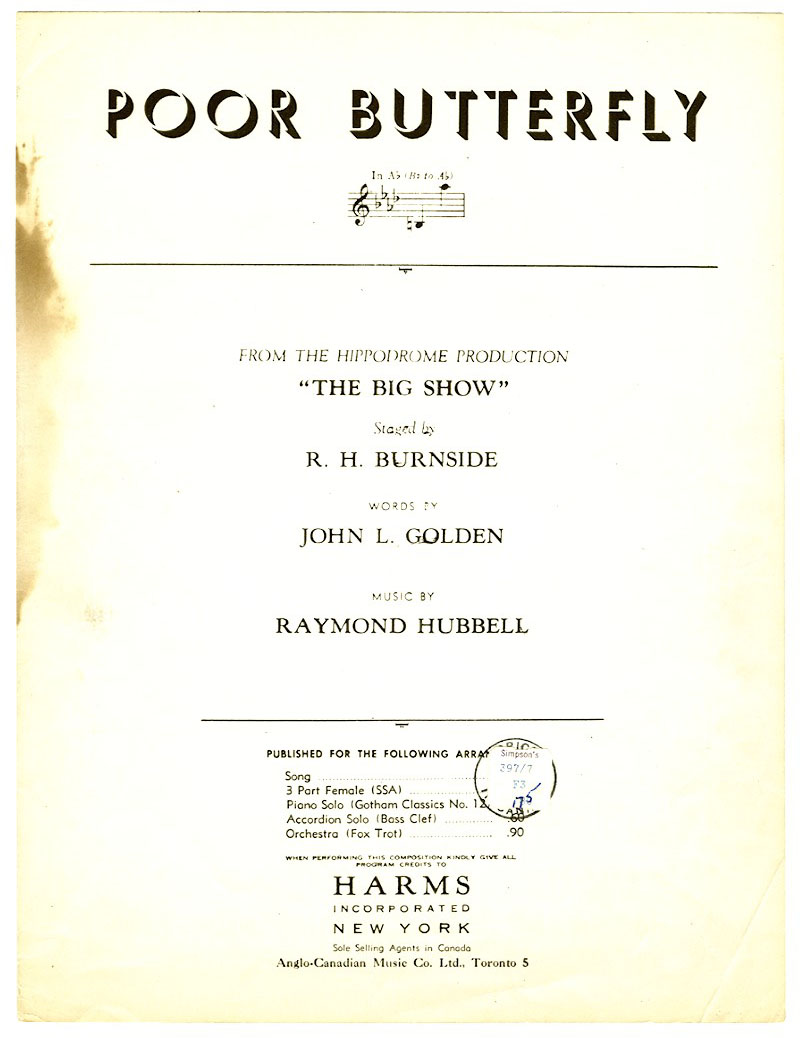 POOR BUTTERFLY
In A♭ (B♮ to A♭)
FROM THE HIPPODROME PRODUCTION
"THE BIG SHOW"
Staged by
R. H. BURNSIDE
WORDS BY
JOHN L. GOLDEN
MUSIC BY
RAYMOND HUBBELL
PUBLISHED FOR THE FOLLOWING ARRA
Simpson's
397/7
F3
175
Song
3 Part Female (SSA)
Piano Solo (Gotham Classics No. 12
Accordion Solo (Bass Clef) .60
Orchestra (Fox Trot) .90
WHEN PERFORMING THIS COMPOSITION KINDLY GIVE ALL
PROGRAM CREDITS TO
HARMS
INCORPORATED
NEW YORK
Sole Selling Agents in Canada
Anglo-Canadian Music Co. Ltd., Toronto 5